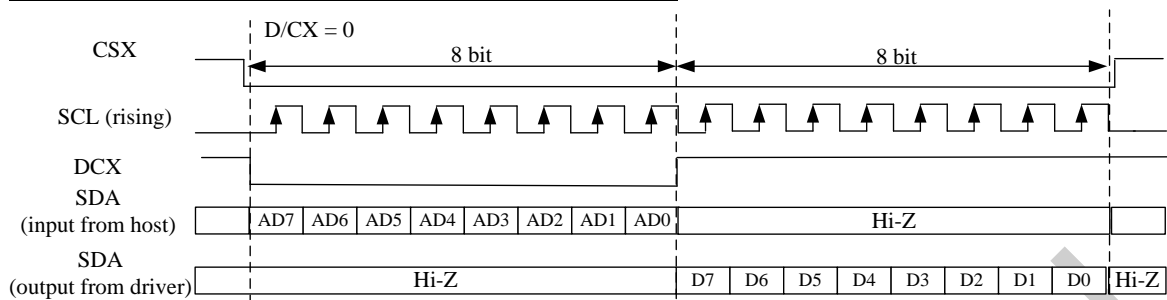 D/CX = 0
CSX
8 bit
8 bit
SCL (rising)
DCX
SDA
(input from host)
AD7 AD6 AD5 AD4 AD3 AD2 AD1 AD0
Hi-Z
SDA
(output from driver)
Hi-Z
D7 D6 D5 D4 D3 D2 D1 D0
Hi-Z